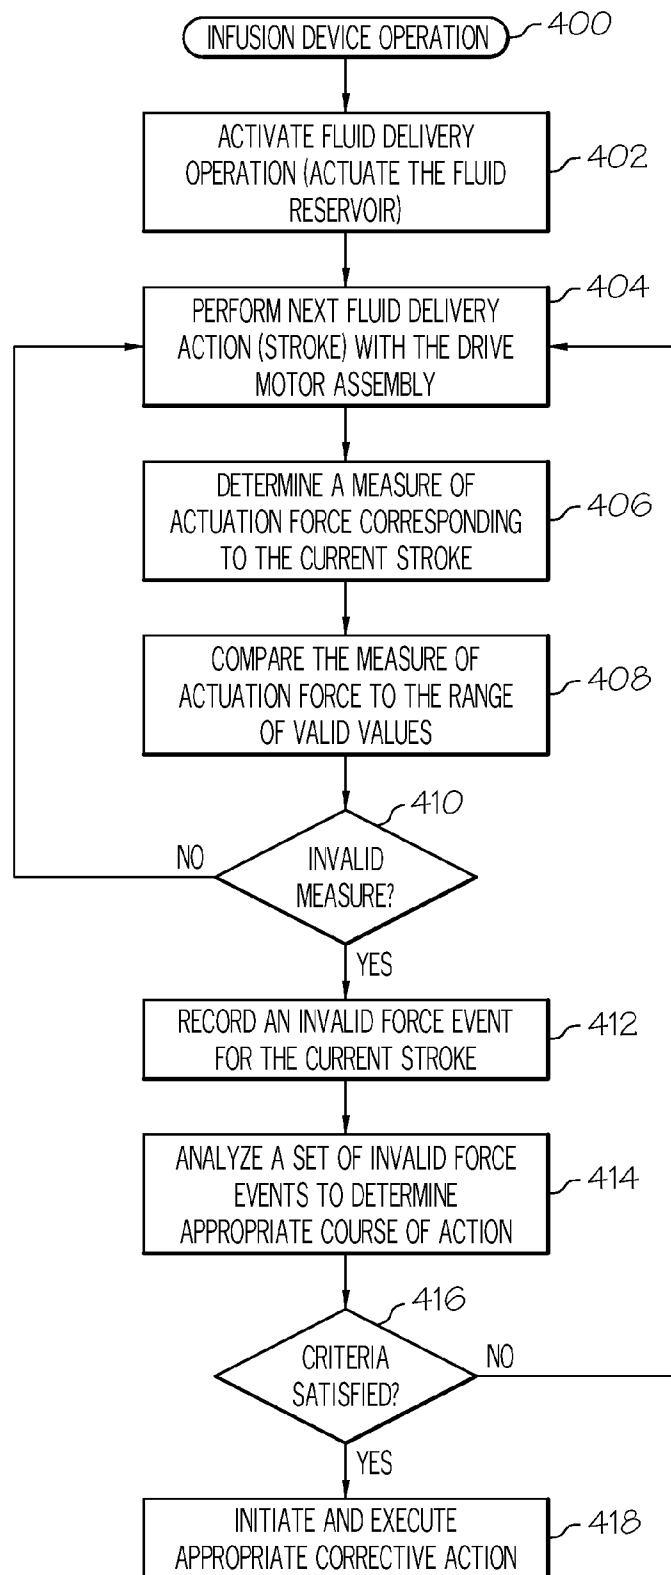 INFUSION DEVICE OPERATION
400
ACTIVATE FLUID DELIVERY
OPERATION (ACTUATE THE FLUID
RESERVOIR)
402
PERFORM NEXT FLUID DELIVERY
ACTION (STROKE) WITH THE DRIVE
MOTOR ASSEMBLY
404
DETERMINE A MEASURE OF
ACTUATION FORCE CORRESPONDING
TO THE CURRENT STROKE
406
COMPARE THE MEASURE OF
ACTUATION FORCE TO THE RANGE
OF VALID VALUES
408
410
NO
INVALID
MEASURE?
YES
RECORD AN INVALID FORCE EVENT
FOR THE CURRENT STROKE
412
ANALYZE A SET OF INVALID FORCE
EVENTS TO DETERMINE
APPROPRIATE COURSE OF ACTION
414
416
CRITERIA
SATISFIED?
NO
YES
INITIATE AND EXECUTE
APPROPRIATE CORRECTIVE ACTION
418